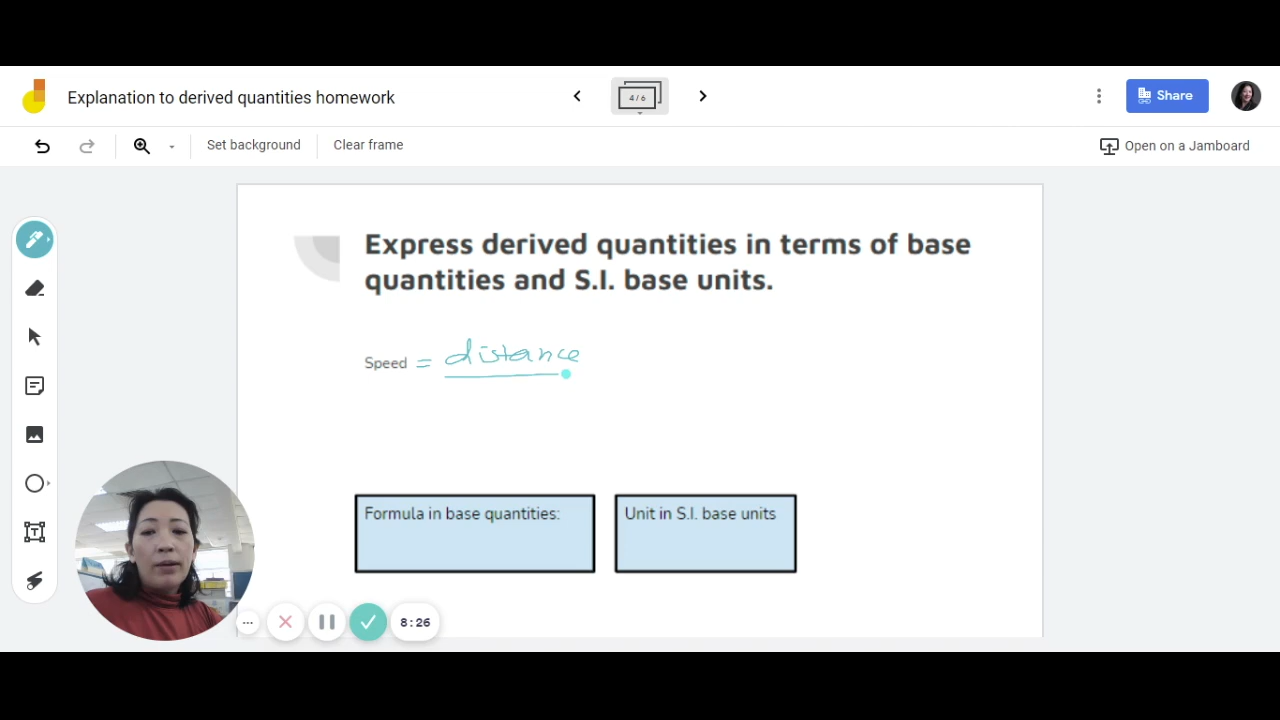 Explanation to derived quantities homework
4 / 6
Share
Set background
Clear frame
Open on a Jamboard
Express derived quantities in terms of base
quantities and S.I. base units.
Speed = distance
Formula in base quantities:
Unit in S.I. base units
8:26